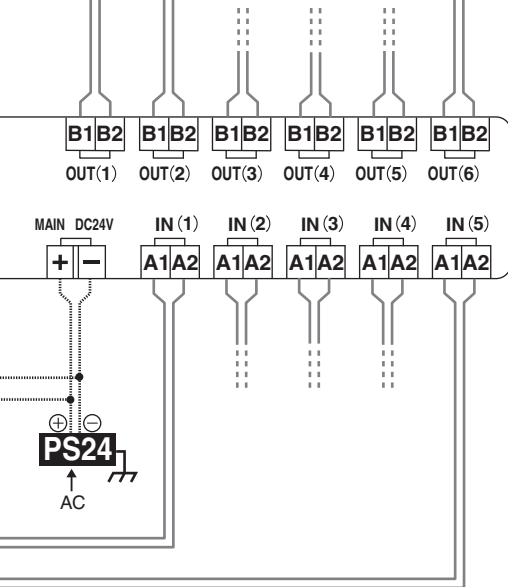 B1 B2 B1 B2 B1 B2 B1 B2 B1 B2 B1 B2
OUT(1) OUT(2) OUT(3) OUT(4) OUT(5) OUT(6)
MAIN DC24V IN (1) IN (2) IN (3) IN (4) IN (5)
+ − A1 A2 A1 A2 A1 A2 A1 A2 A1 A2
⊕ ⊖
PS24
AC